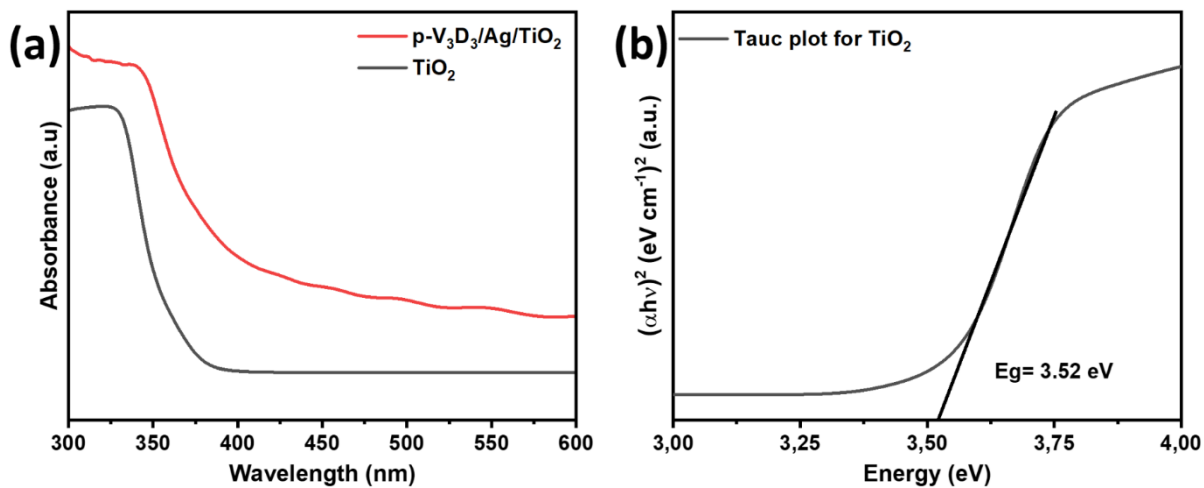 (a)
p-V₃D₃/Ag/TiO₂
TiO₂
Absorbance (a.u)
300 350 400 450 500 550 600
Wavelength (nm)
(b)
Tauc plot for TiO₂
(αhν)² (eV cm⁻¹)² (a.u.)
Eg= 3.52 eV
3,00 3,25 3,50 3,75 4,00
Energy (eV)